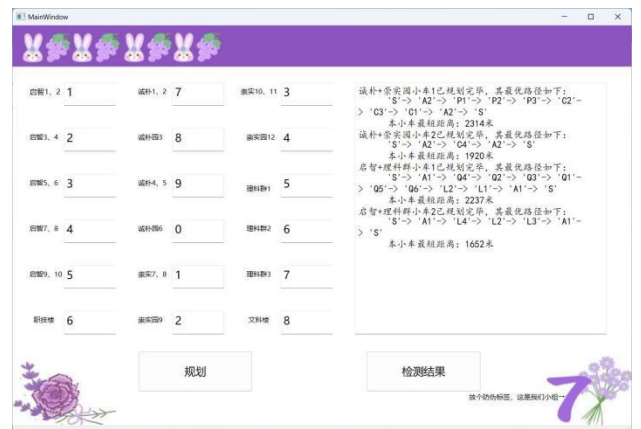 MainWindow
启智1、2 1 诚朴1、2 7 崇实10、11 3
启智3、4 2 诚朴园3 8 崇实园12 4
启智5、6 3 诚朴4、5 9 理科群1 5
启智7、8 4 诚朴园6 0 理科群2 6
启智9、10 5 崇实7、8 1 理科群3 7
职技楼 6 崇实园9 2 文科楼 8
诚朴+崇实园小车1已规划完毕，其最优路径如下：
'S'-> 'A2'-> 'P1'-> 'P2'-> 'P3'-> 'C2'-
> 'C3'-> 'C1'-> 'A2'-> 'S'
本小车最短距离：2314米
诚朴+崇实园小车2已规划完毕，其最优路径如下：
'S'-> 'A2'-> 'C4'-> 'A2'-> 'S'
本小车最短距离：1920米
启智+理科群小车1已规划完毕，其最优路径如下：
'S'-> 'A1'-> 'Q4'-> 'Q2'-> 'Q3'-> 'Q1'-
> 'Q5'-> 'Q6'-> 'L2'-> 'L1'-> 'A1'-> 'S'
本小车最短距离：2237米
启智+理科群小车2已规划完毕，其最优路径如下：
'S'-> 'A1'-> 'L4'-> 'L2'-> 'L3'-> 'A1'-
> 'S'
本小车最短距离：1652米
规划
检测结果
放个防伪标签，这是我们小组→
7